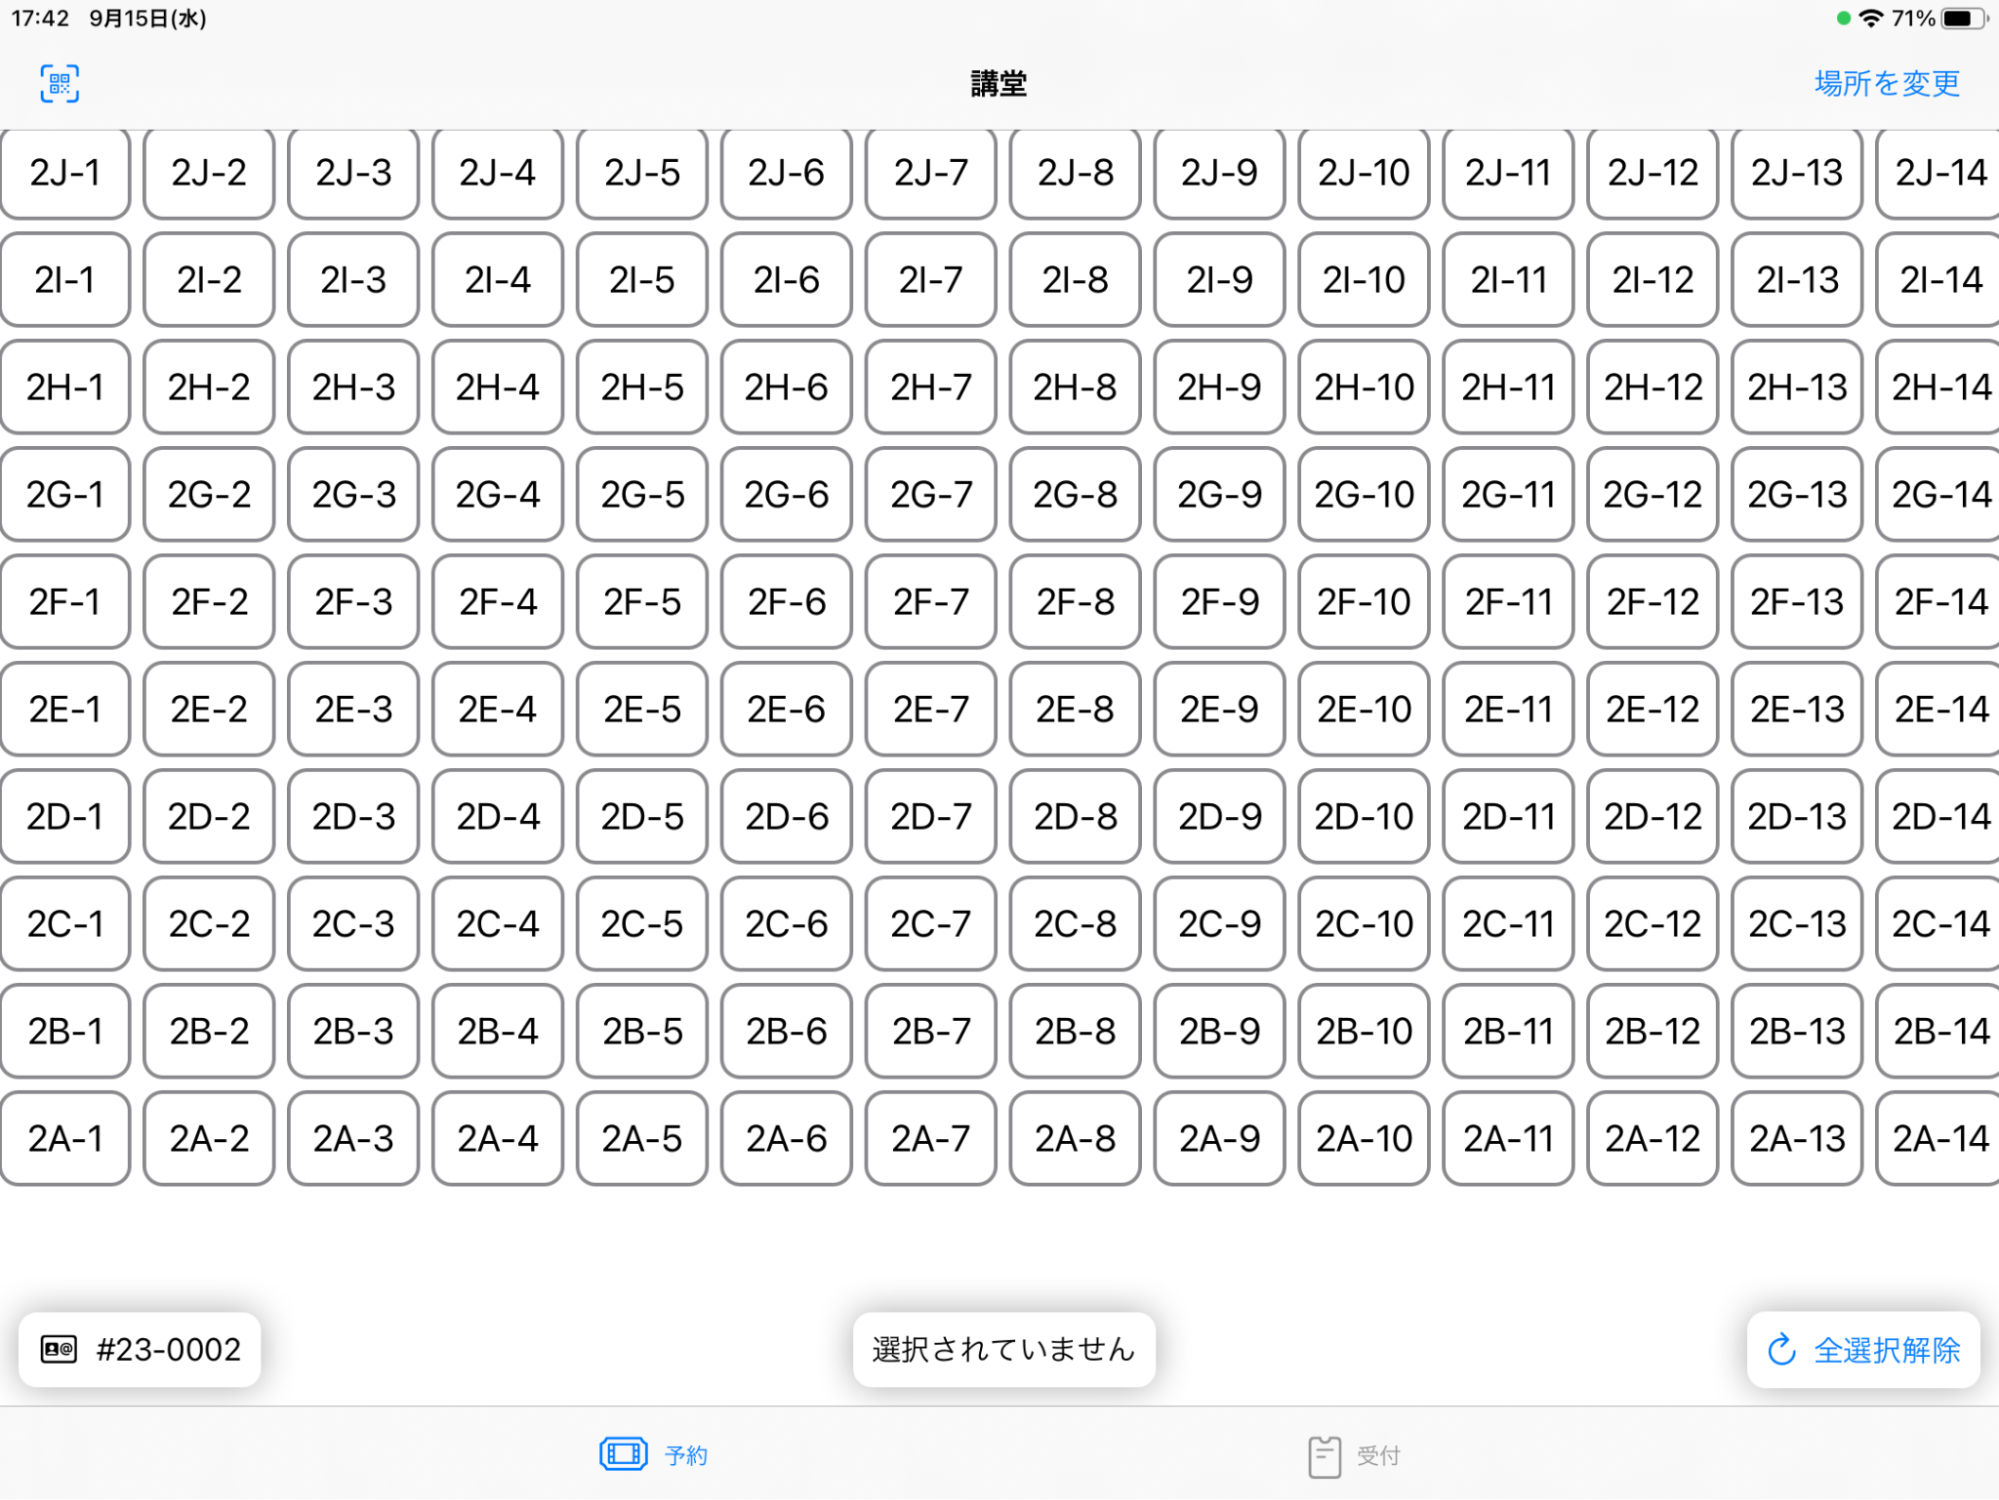 17:42 9月15日(水) 71%
講堂 場所を変更
2J-1 2J-2 2J-3 2J-4 2J-5 2J-6 2J-7 2J-8 2J-9 2J-10 2J-11 2J-12 2J-13 2J-14
2I-1 2I-2 2I-3 2I-4 2I-5 2I-6 2I-7 2I-8 2I-9 2I-10 2I-11 2I-12 2I-13 2I-14
2H-1 2H-2 2H-3 2H-4 2H-5 2H-6 2H-7 2H-8 2H-9 2H-10 2H-11 2H-12 2H-13 2H-14
2G-1 2G-2 2G-3 2G-4 2G-5 2G-6 2G-7 2G-8 2G-9 2G-10 2G-11 2G-12 2G-13 2G-14
2F-1 2F-2 2F-3 2F-4 2F-5 2F-6 2F-7 2F-8 2F-9 2F-10 2F-11 2F-12 2F-13 2F-14
2E-1 2E-2 2E-3 2E-4 2E-5 2E-6 2E-7 2E-8 2E-9 2E-10 2E-11 2E-12 2E-13 2E-14
2D-1 2D-2 2D-3 2D-4 2D-5 2D-6 2D-7 2D-8 2D-9 2D-10 2D-11 2D-12 2D-13 2D-14
2C-1 2C-2 2C-3 2C-4 2C-5 2C-6 2C-7 2C-8 2C-9 2C-10 2C-11 2C-12 2C-13 2C-14
2B-1 2B-2 2B-3 2B-4 2B-5 2B-6 2B-7 2B-8 2B-9 2B-10 2B-11 2B-12 2B-13 2B-14
2A-1 2A-2 2A-3 2A-4 2A-5 2A-6 2A-7 2A-8 2A-9 2A-10 2A-11 2A-12 2A-13 2A-14
#23-0002 選択されていません 全選択解除
予約 受付